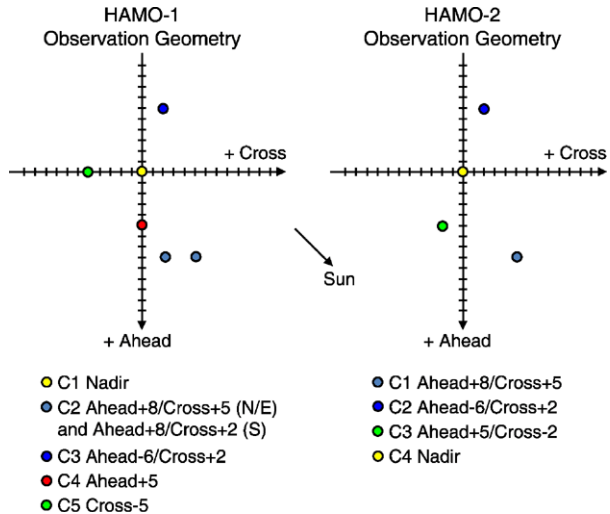 HAMO-1
Observation Geometry
+ Cross
+ Ahead
C1 Nadir
C2 Ahead+8/Cross+5 (N/E)
and Ahead+8/Cross+2 (S)
C3 Ahead-6/Cross+2
C4 Ahead+5
C5 Cross-5
Sun
HAMO-2
Observation Geometry
+ Cross
+ Ahead
C1 Ahead+8/Cross+5
C2 Ahead-6/Cross+2
C3 Ahead+5/Cross-2
C4 Nadir